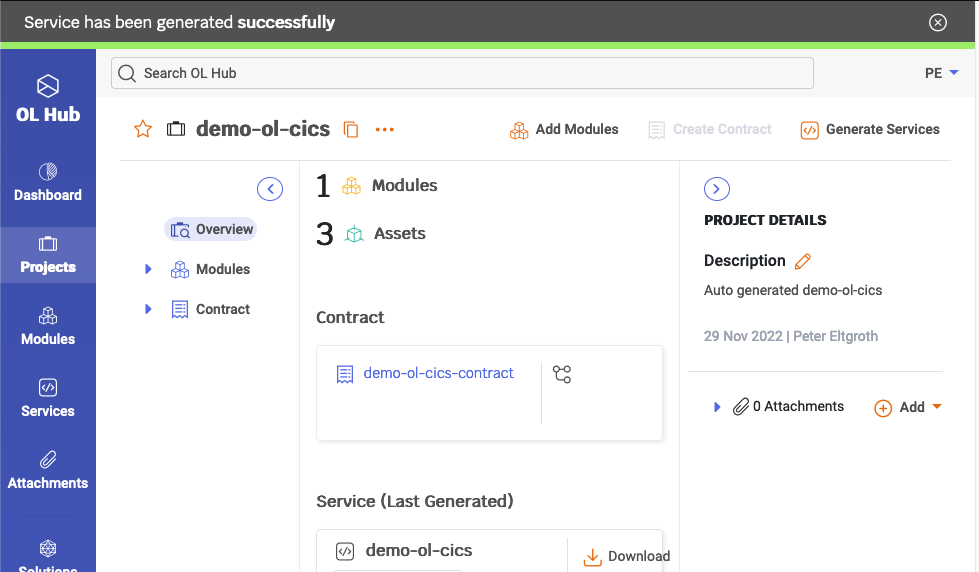 Service has been generated successfully
OL Hub
Search OL Hub
PE
Dashboard
Projects
Modules
Services
Attachments
Solutions
demo-ol-cics
Add Modules
Create Contract
Generate Services
Overview
Modules
Contract
1 Modules
3 Assets
Contract
demo-ol-cics-contract
Service (Last Generated)
demo-ol-cics
Download
PROJECT DETAILS
Description
Auto generated demo-ol-cics
29 Nov 2022 | Peter Eltgroth
0 Attachments
Add